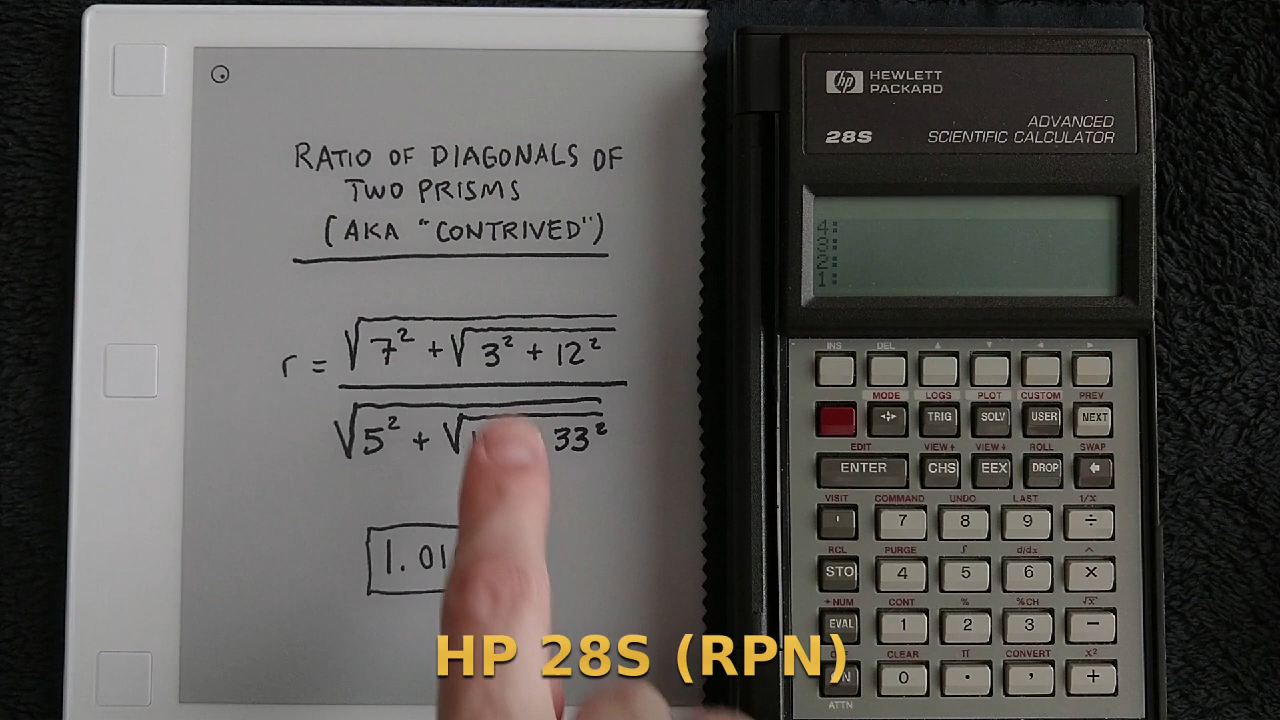 RATIO OF DIAGONALS OF
TWO PRISMS
(AKA "CONTRIVED")
r = √(7² + √(3² + 12²
√(5² + √ 33²
1.01
HP 28S (RPN)
hp HEWLETT
PACKARD
ADVANCED
28S SCIENTIFIC CALCULATOR
4:
3:
2:
1:
INS DEL ▲ ▼ ◄ ►
MODE LOGS PLOT CUSTOM PREV
TRIG SOLV USER NEXT
EDIT VIEW↑ VIEW↓ ROLL SWAP
ENTER CHS EEX DROP ←
VISIT COMMAND UNDO LAST 1/x
' 7 8 9 ÷
RCL PURGE ∫ d/dx ^
STO 4 5 6 ×
→NUM CONT % %CH √x
EVAL 1 2 3 −
CLEAR π CONVERT x²
0 . , +
ATTN